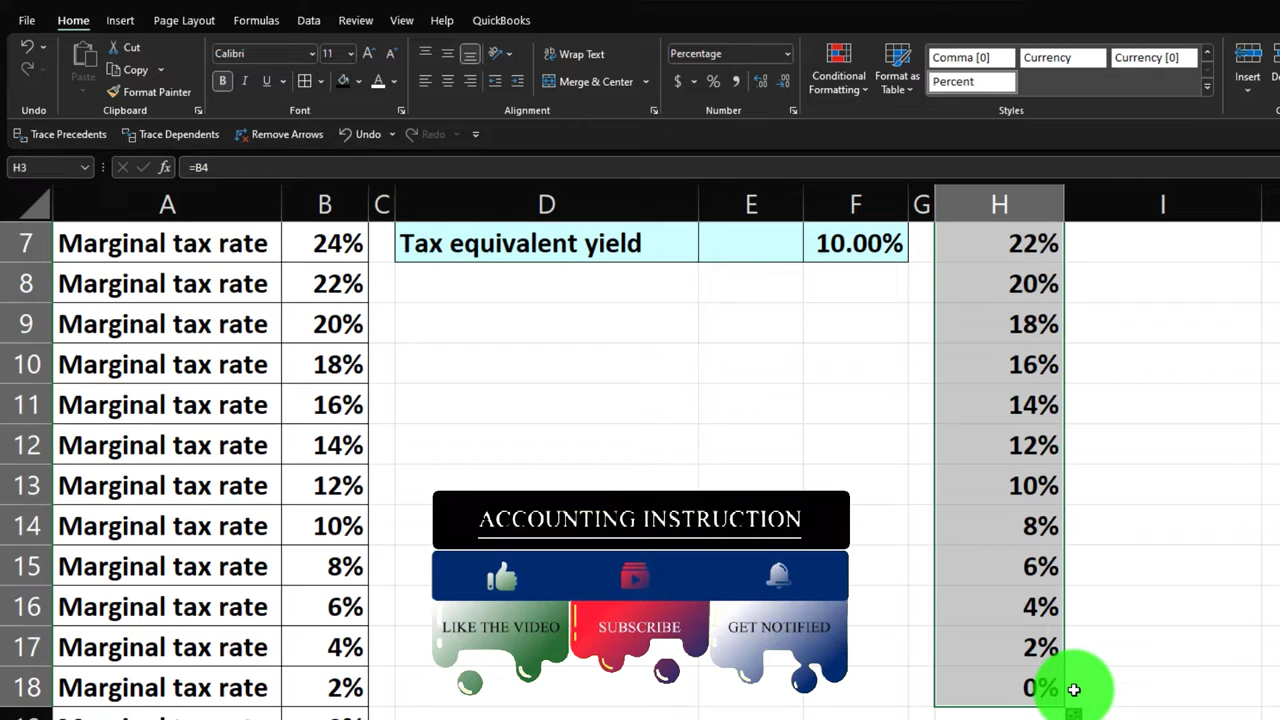 File Home Insert Page Layout Formulas Data Review View Help QuickBooks
Cut
Copy
Paste
Format Painter
Calibri 11
B I U
Wrap Text
Merge & Center
Percentage
$ % ,
Conditional Formatting
Format as Table
Comma [0] Currency Currency [0]
Percent
Insert
Undo Clipboard Font Alignment Number Styles
Trace Precedents Trace Dependents Remove Arrows Undo Redo
H3 fx =B4
A B C D E F G H I
7 Marginal tax rate 24% Tax equivalent yield 10.00% 22%
8 Marginal tax rate 22% 20%
9 Marginal tax rate 20% 18%
10 Marginal tax rate 18% 16%
11 Marginal tax rate 16% 14%
12 Marginal tax rate 14% 12%
13 Marginal tax rate 12% 10%
14 Marginal tax rate 10% 8%
15 Marginal tax rate 8% 6%
16 Marginal tax rate 6% 4%
17 Marginal tax rate 4% 2%
18 Marginal tax rate 2% 0%
ACCOUNTING INSTRUCTION
LIKE THE VIDEO SUBSCRIBE GET NOTIFIED